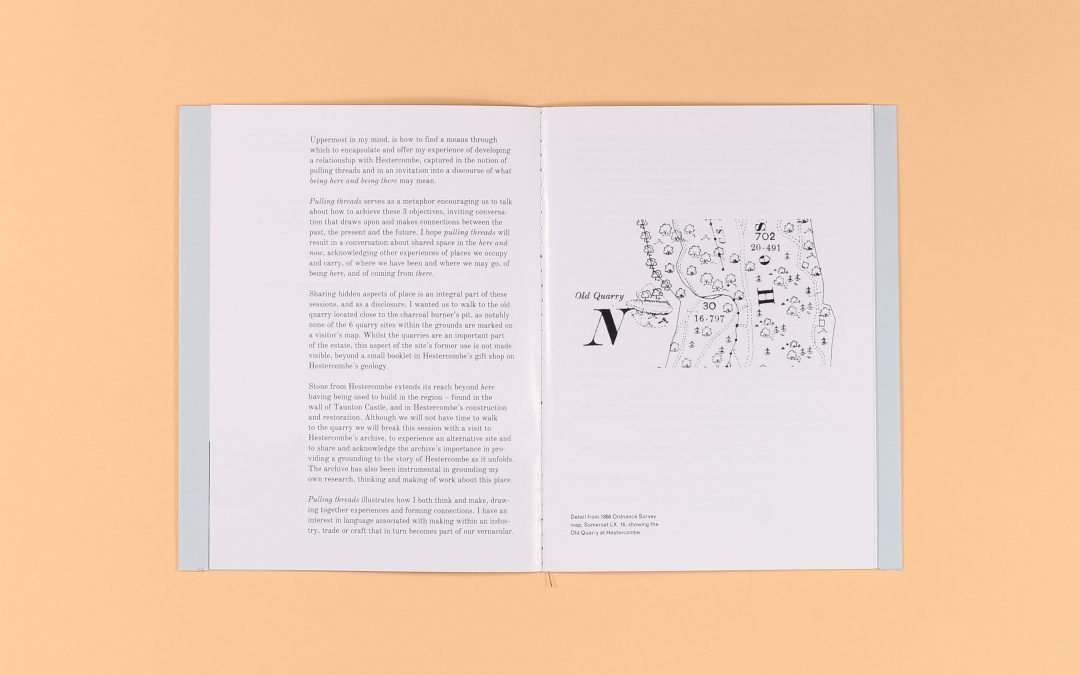 Uppermost in my mind, is how to find a means through
which to encapsulate and offer my experience of developing
a relationship with Hestercombe, captured in the notion of
pulling threads and in an invitation into a discourse of what
being here and being there may mean.
Pulling threads serves as a metaphor encouraging us to talk
about how to achieve these 3 objectives, inviting conversa-
tion that draws upon and makes connections between the
past, the present and the future. I hope pulling threads will
result in a conversation about shared space in the here and
now, acknowledging other experiences of places we occupy
and carry, of where we have been and where we may go, of
being here, and of coming from there.
Sharing hidden aspects of place is an integral part of these
sessions, and as a disclosure, I wanted us to walk to the old
quarry located close to the charcoal burner's pit, as notably
none of the 6 quarry sites within the grounds are marked on
a visitor's map. Whilst the quarries are an important part
of the estate, this aspect of the site's former use is not made
visible, beyond a small booklet in Hestercombe's gift shop on
Hestercombe's geology.
Stone from Hestercombe extends its reach beyond here
having being used to build in the region – found in the
wall of Taunton Castle, and in Hestercombe's construction
and restoration. Although we will not have time to walk
to the quarry we will break this session with a visit to
Hestercombe's archive, to experience an alternative site and
to share and acknowledge the archive's importance in pro-
viding a grounding to the story of Hestercombe as it unfolds.
The archive has also been instrumental in grounding my
own research, thinking and making of work about this place.
Pulling threads illustrates how I both think and make, draw-
ing together experiences and forming connections. I have an
interest in language associated with making within an indus-
try, trade or craft that in turn becomes part of our vernacular.
702
20·491
H e s
C.S.
Old Quarry
30
16·797
N
Detail from 1886 Ordnance Survey
map, Somerset LX. 16, showing the
Old Quarry at Hestercombe